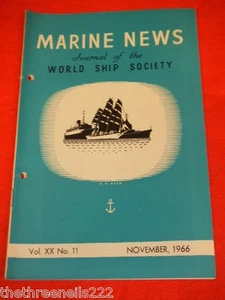 MARINE NEWS
Journal of the
WORLD SHIP SOCIETY
Vol. XX No. 11
NOVEMBER, 1966
© thethreenells222